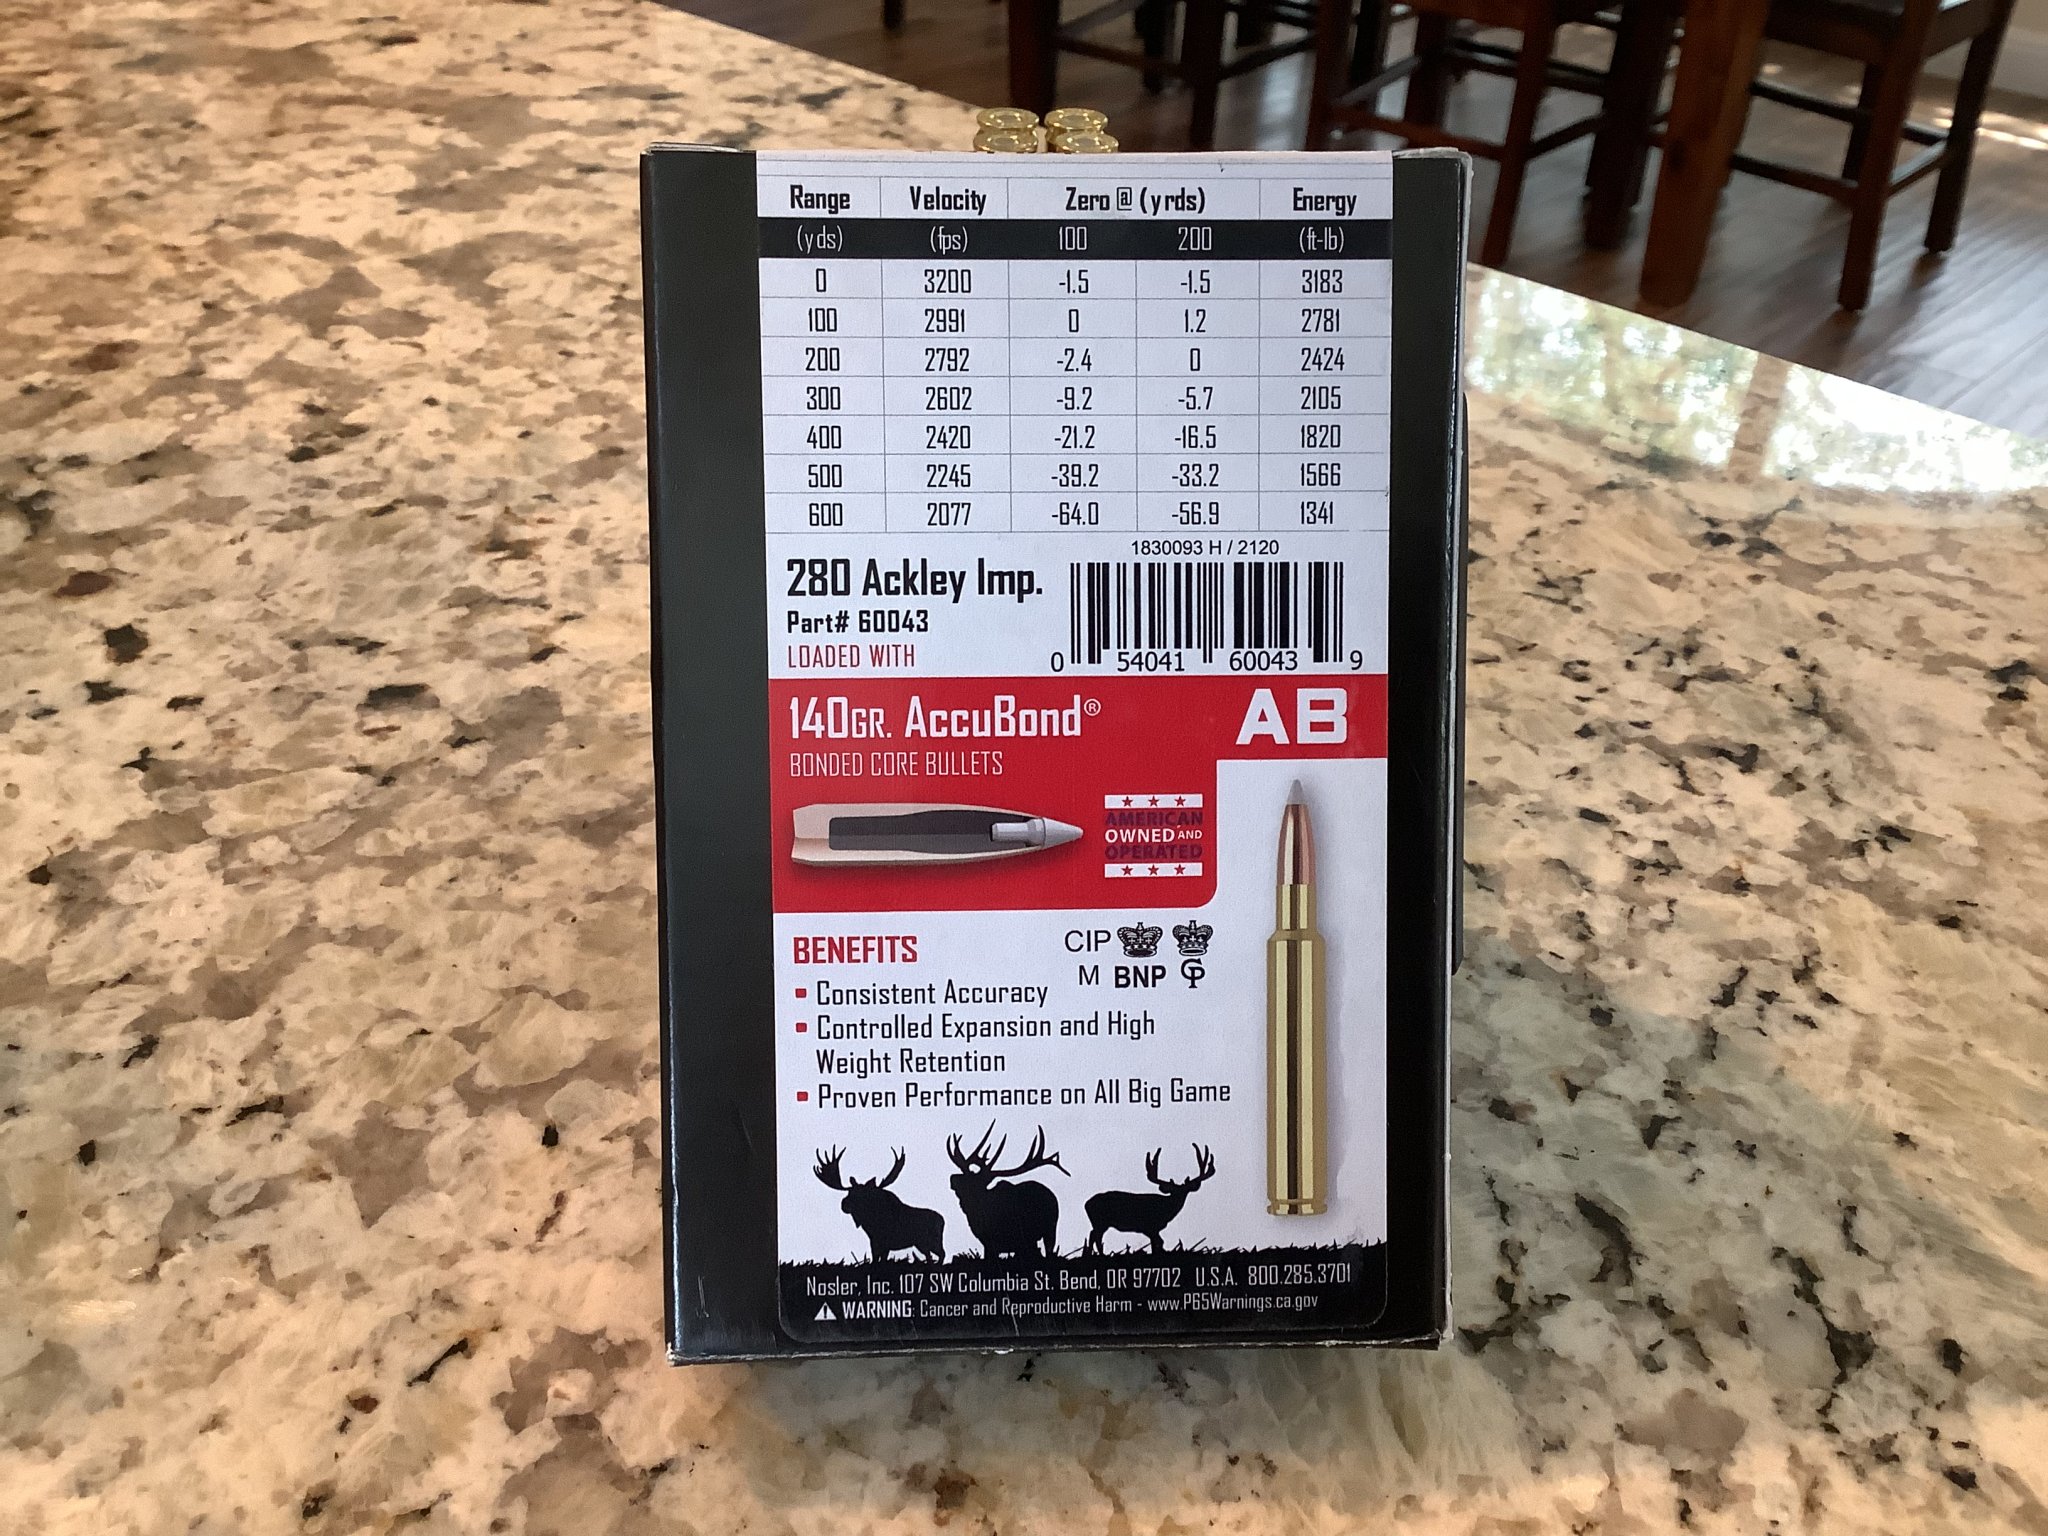 Range Velocity Zero @ (yrds) Energy
(yds) (fps) 100 200 (ft-lb)
0 3200 -1.5 -1.5 3183
100 2991 0 1.2 2781
200 2792 -2.4 0 2424
300 2602 -9.2 -5.7 2105
400 2420 -21.2 -16.5 1820
500 2245 -39.2 -33.2 1566
600 2077 -64.0 -56.9 1341
1830093 H / 2120
280 Ackley Imp.
Part# 60043
LOADED WITH
0 54041 60043 9
140GR. AccuBond®
AB
BONDED CORE BULLETS
AMERICAN
OWNED AND
OPERATED
BENEFITS
CIP
M BNP
▪ Consistent Accuracy
▪ Controlled Expansion and High
Weight Retention
▪ Proven Performance on All Big Game
Nosler, Inc. 107 SW Columbia St. Bend, OR 97702 U.S.A. 800.285.3701
WARNING: Cancer and Reproductive Harm - www.P65Warnings.ca.gov